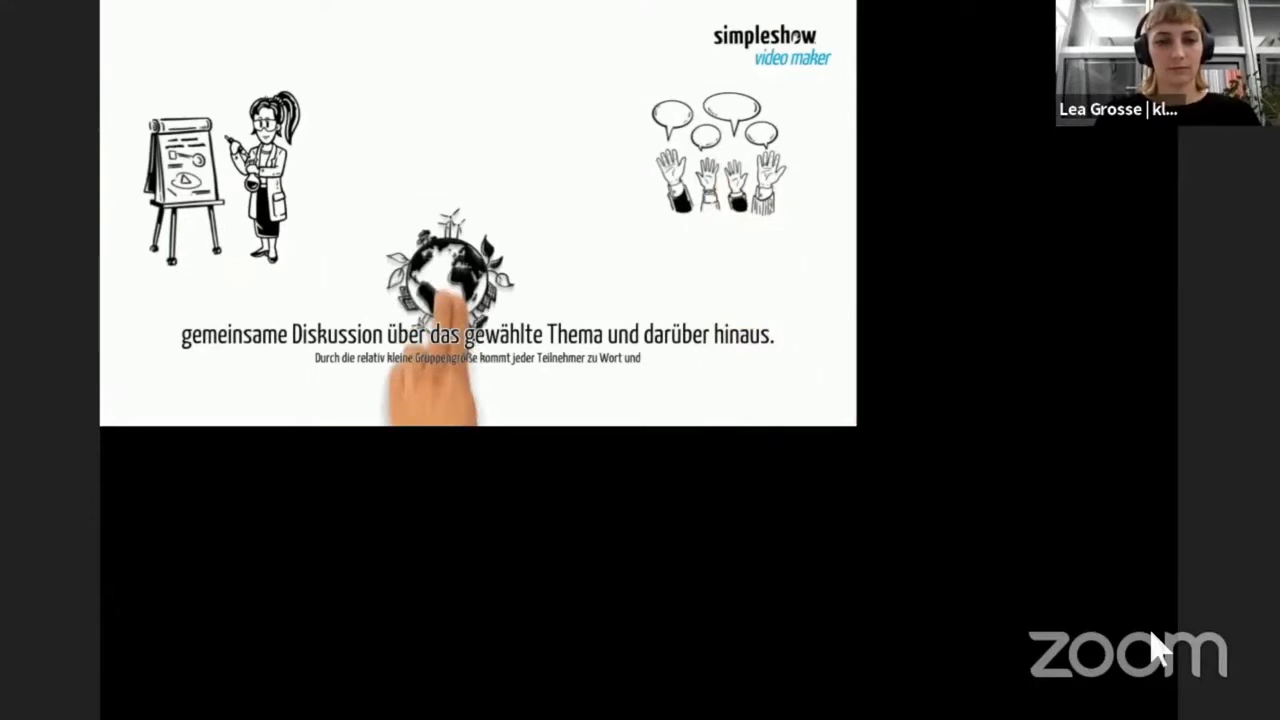 simpleshow
video maker
Lea Grosse | kl...
gemeinsame Diskussion über das gewählte Thema und darüber hinaus.
Durch die relativ kleine Gruppengröße kommt jeder Teilnehmer zu Wort und
zoom